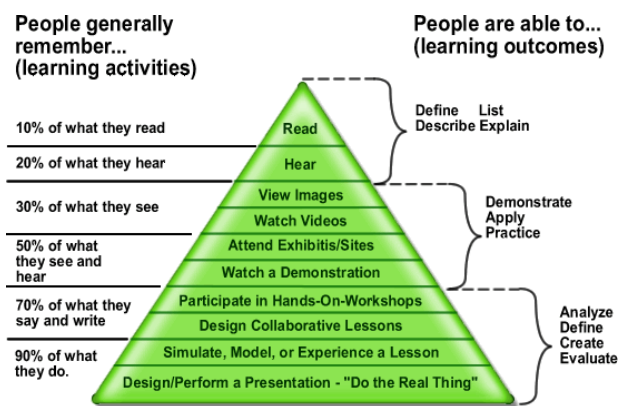 People generally
remember...
(learning activities)
People are able to...
(learning outcomes)
10% of what they read
20% of what they hear
30% of what they see
50% of what
they see and
hear
70% of what they
say and write
90% of what
they do.
Read
Hear
View Images
Watch Videos
Attend Exhibitis/Sites
Watch a Demonstration
Participate in Hands-On-Workshops
Design Collaborative Lessons
Simulate, Model, or Experience a Lesson
Design/Perform a Presentation - "Do the Real Thing"
Define List
Describe Explain
Demonstrate
Apply
Practice
Analyze
Define
Create
Evaluate